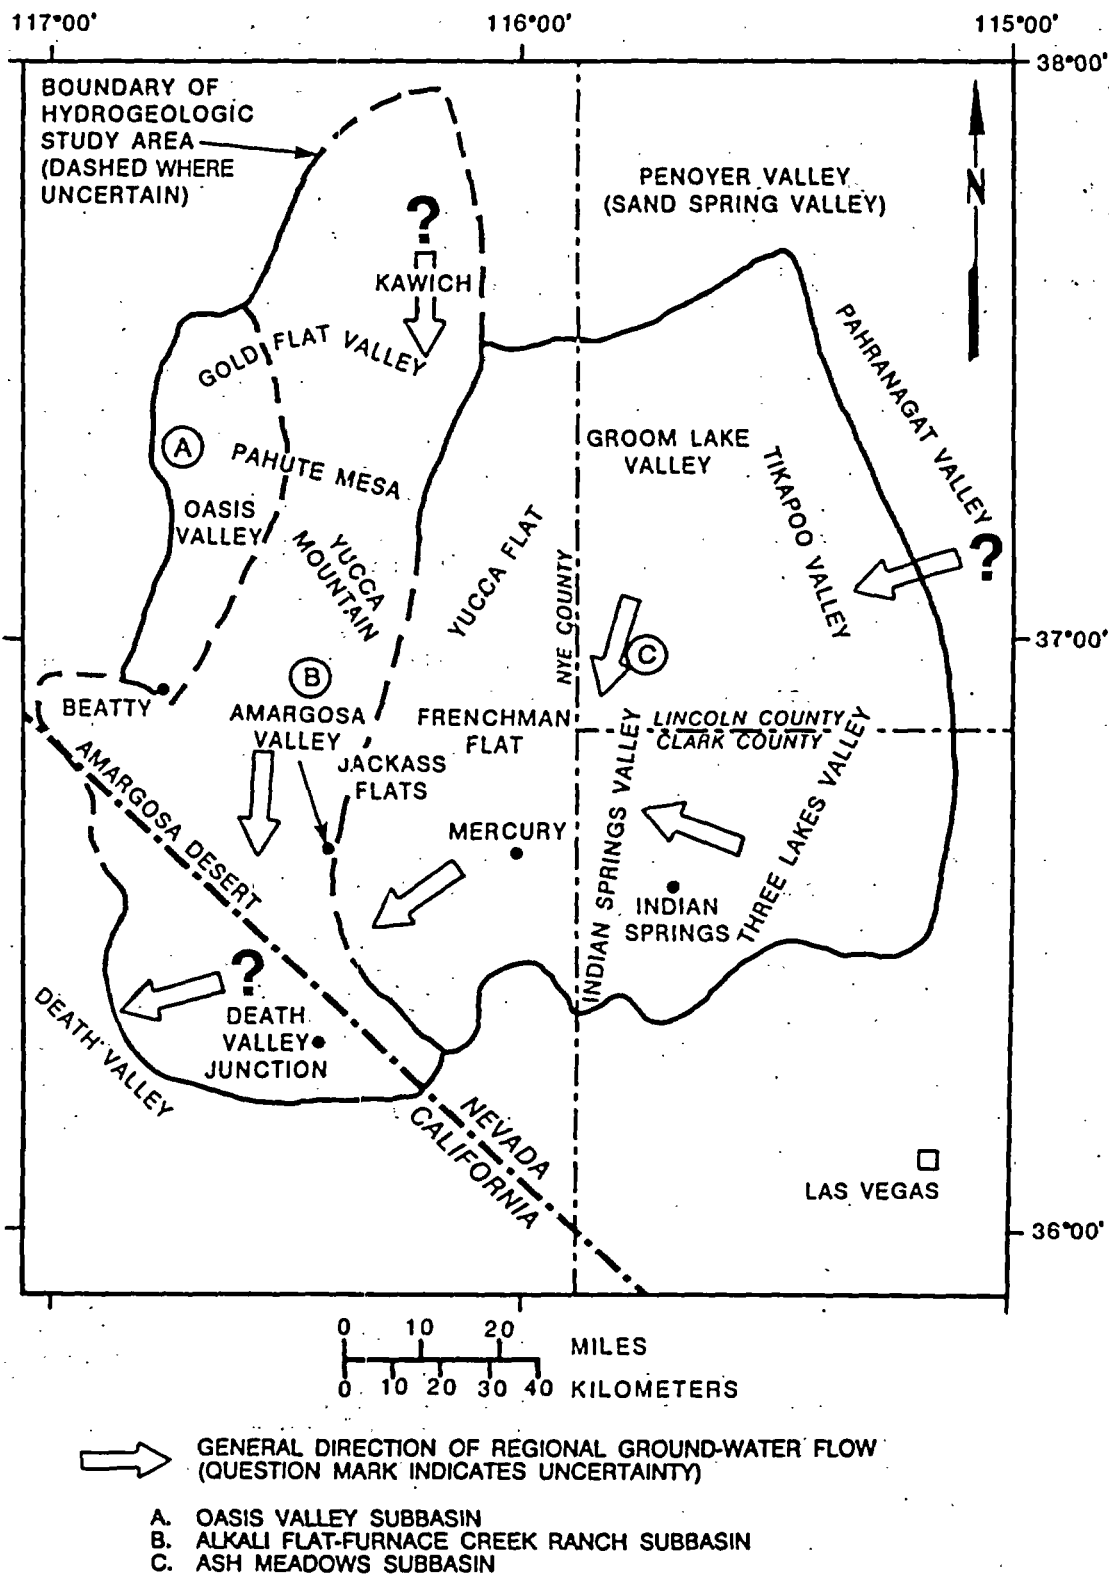 117°00'
116°00'
115°00'
38°00'
BOUNDARY OF
HYDROGEOLOGIC
STUDY AREA
(DASHED WHERE
UNCERTAIN)
N
PENOYER VALLEY
(SAND SPRING VALLEY)
?
KAWICH
GOLD FLAT VALLEY
PAHRANAGAT VALLEY
A
PAHUTE MESA
GROOM LAKE
VALLEY
TIKAPOO VALLEY
OASIS
VALLEY
YUCCA
MOUNTAIN
YUCCA FLAT
?
NYE COUNTY
37°00'
C
B
BEATTY
AMARGOSA
VALLEY
FRENCHMAN
FLAT
LINCOLN COUNTY
CLARK COUNTY
JACKASS
FLATS
AMARGOSA DESERT
MERCURY
INDIAN SPRINGS VALLEY
THREE LAKES VALLEY
INDIAN
SPRINGS
?
DEATH VALLEY
DEATH
VALLEY
JUNCTION
NEVADA
CALIFORNIA
LAS VEGAS
36°00'
0 10 20
MILES
0 10 20 30 40 KILOMETERS
GENERAL DIRECTION OF REGIONAL GROUND-WATER FLOW
(QUESTION MARK INDICATES UNCERTAINTY)
A. OASIS VALLEY SUBBASIN
B. ALKALI FLAT-FURNACE CREEK RANCH SUBBASIN
C. ASH MEADOWS SUBBASIN